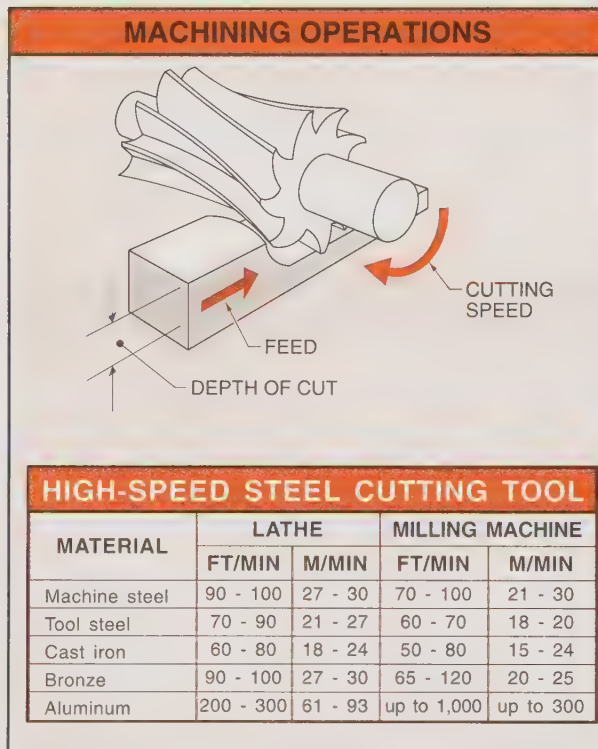 MACHINING OPERATIONS
CUTTING
SPEED
FEED
DEPTH OF CUT
HIGH-SPEED STEEL CUTTING TOOL
MATERIAL LATHE MILLING MACHINE
FT/MIN M/MIN FT/MIN M/MIN
Machine steel 90 - 100 27 - 30 70 - 100 21 - 30
Tool steel 70 - 90 21 - 27 60 - 70 18 - 20
Cast iron 60 - 80 18 - 24 50 - 80 15 - 24
Bronze 90 - 100 27 - 30 65 - 120 20 - 25
Aluminum 200 - 300 61 - 93 up to 1,000 up to 300